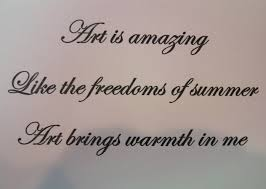 Art is amazing
Like the freedoms of summer
Art brings warmth in me